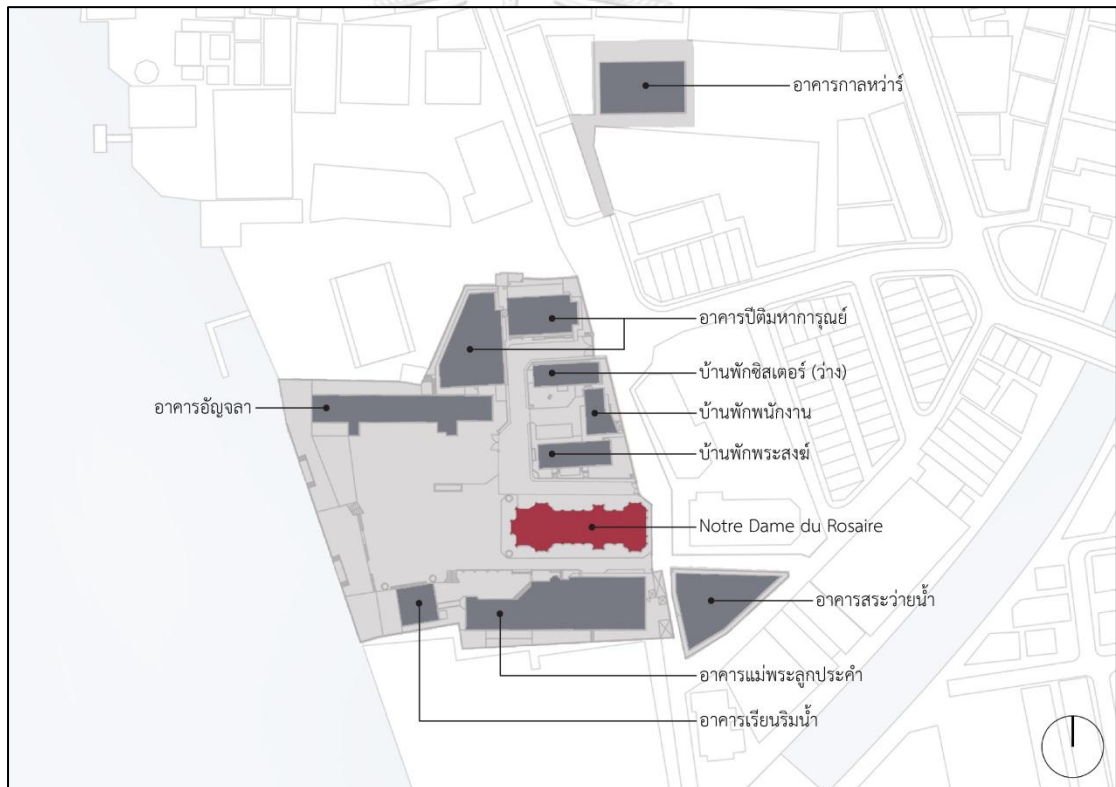 อาคารกาลหว่าร์
อาคารปีติมหาการุณย์
บ้านพักซิสเตอร์ (ว่าง)
อาคารอัญจลา
บ้านพักพนักงาน
บ้านพักพระสงฆ์
Notre Dame du Rosaire
อาคารสระว่ายน้ำ
อาคารแม่พระลูกประคำ
อาคารเรียนริมน้ำ